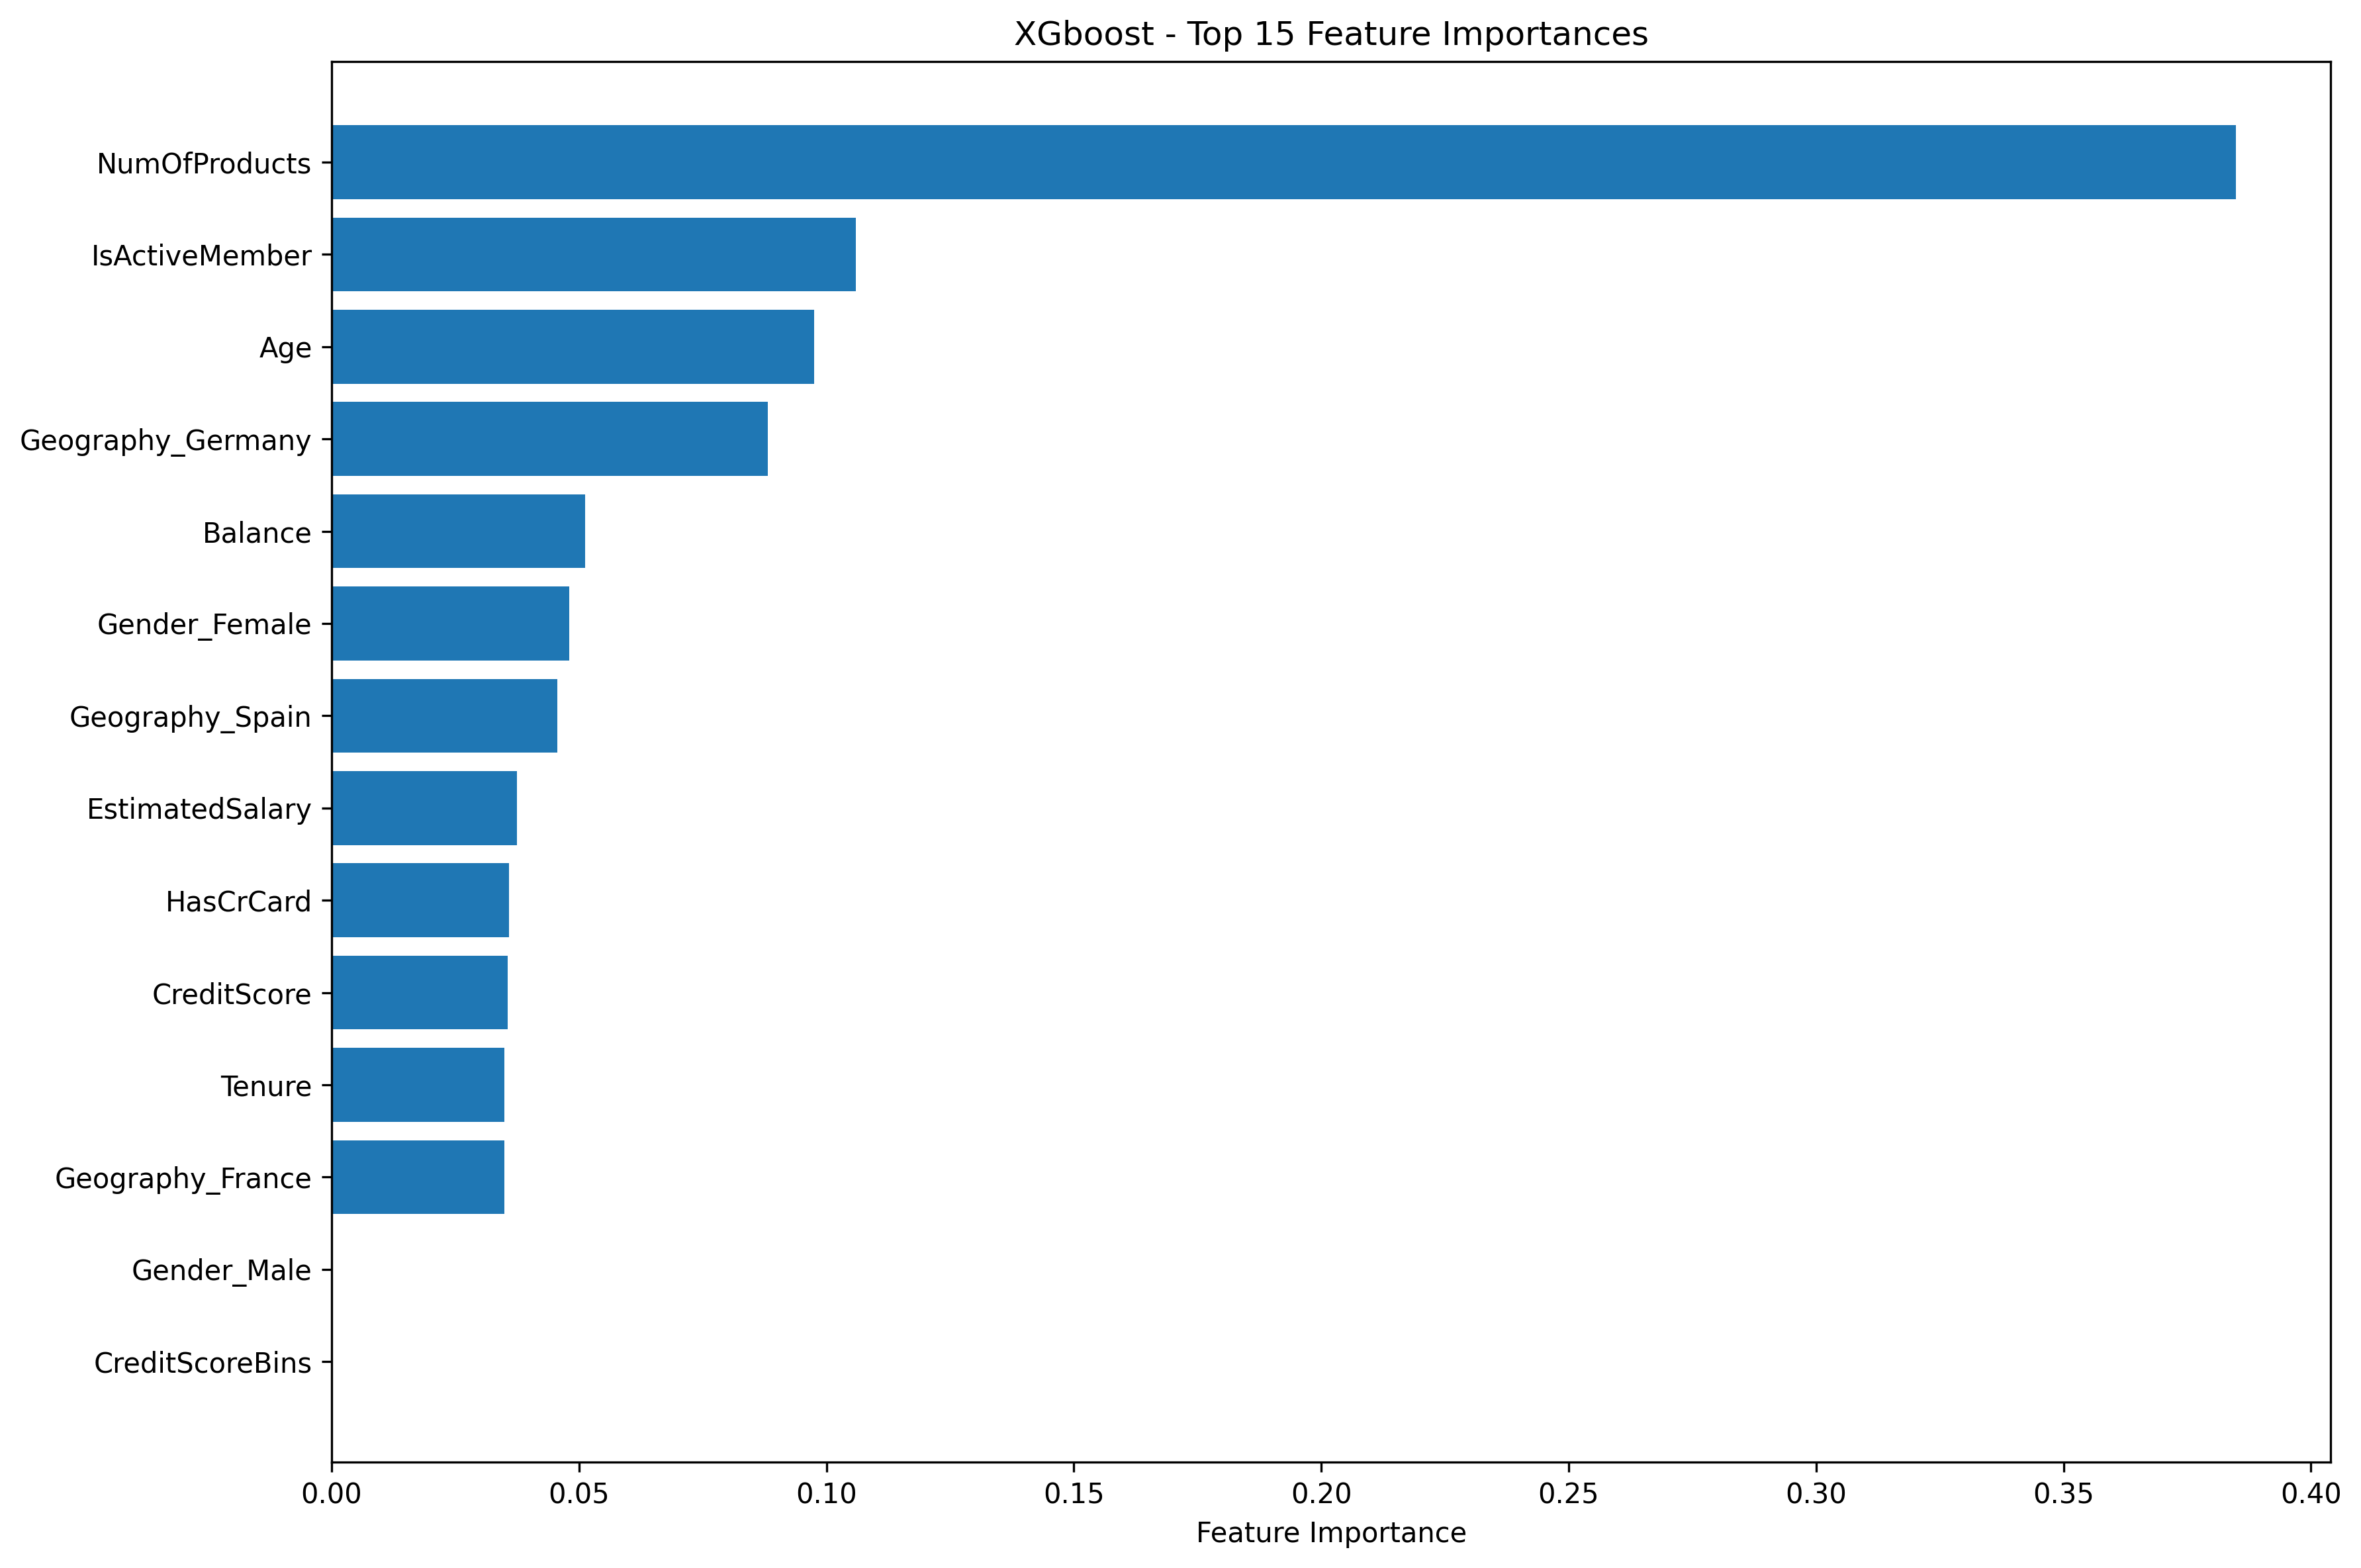 XGboost - Top 15 Feature Importances
NumOfProducts
IsActiveMember
Age
Geography_Germany
Balance
Gender_Female
Geography_Spain
EstimatedSalary
HasCrCard
CreditScore
Tenure
Geography_France
Gender_Male
CreditScoreBins
0.00 0.05 0.10 0.15 0.20 0.25 0.30 0.35 0.40
Feature Importance